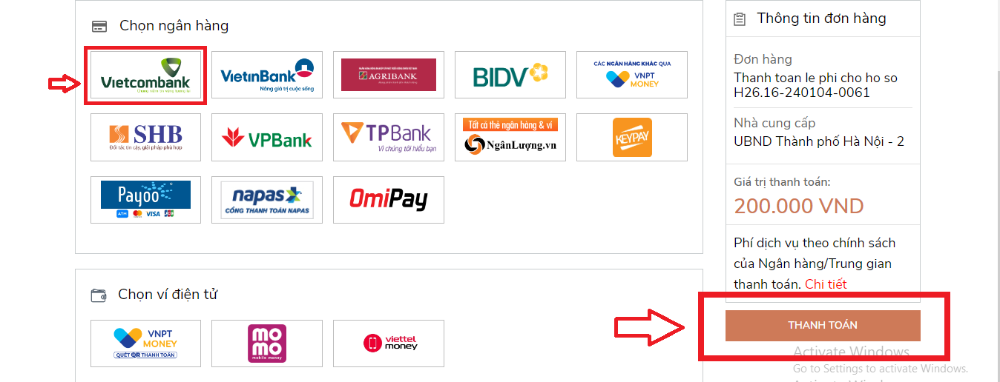 Chọn ngân hàng
Vietcombank
Chung niềm tin vững tương lai
VietinBank
Nâng giá trị cuộc sống
AGRIBANK
BIDV
CÁC NGÂN HÀNG KHÁC QUA
VNPT
MONEY
SHB
Đối tác tin cậy, giải pháp phù hợp
VPBank
TPBank
Vì chúng tôi hiểu bạn
Tất cả thẻ ngân hàng & ví
NgânLượng.vn
KEYPAY
Payoo
ATM VISA JCB
napas
CỔNG THANH TOÁN NAPAS
OmiPay
Chọn ví điện tử
VNPT
MONEY
QUÉT QR THANH TOÁN
mo
mo
mobile money
viettel
money
Thông tin đơn hàng
Đơn hàng
Thanh toan le phi cho ho so
H26.16-240104-0061
Nhà cung cấp
UBND Thành phố Hà Nội - 2
Giá trị thanh toán:
200.000 VND
Phí dịch vụ theo chính sách
của Ngân hàng/Trung gian
thanh toán. Chi tiết
THANH TOÁN
Activate Windows
Go to Settings to activate Windows.